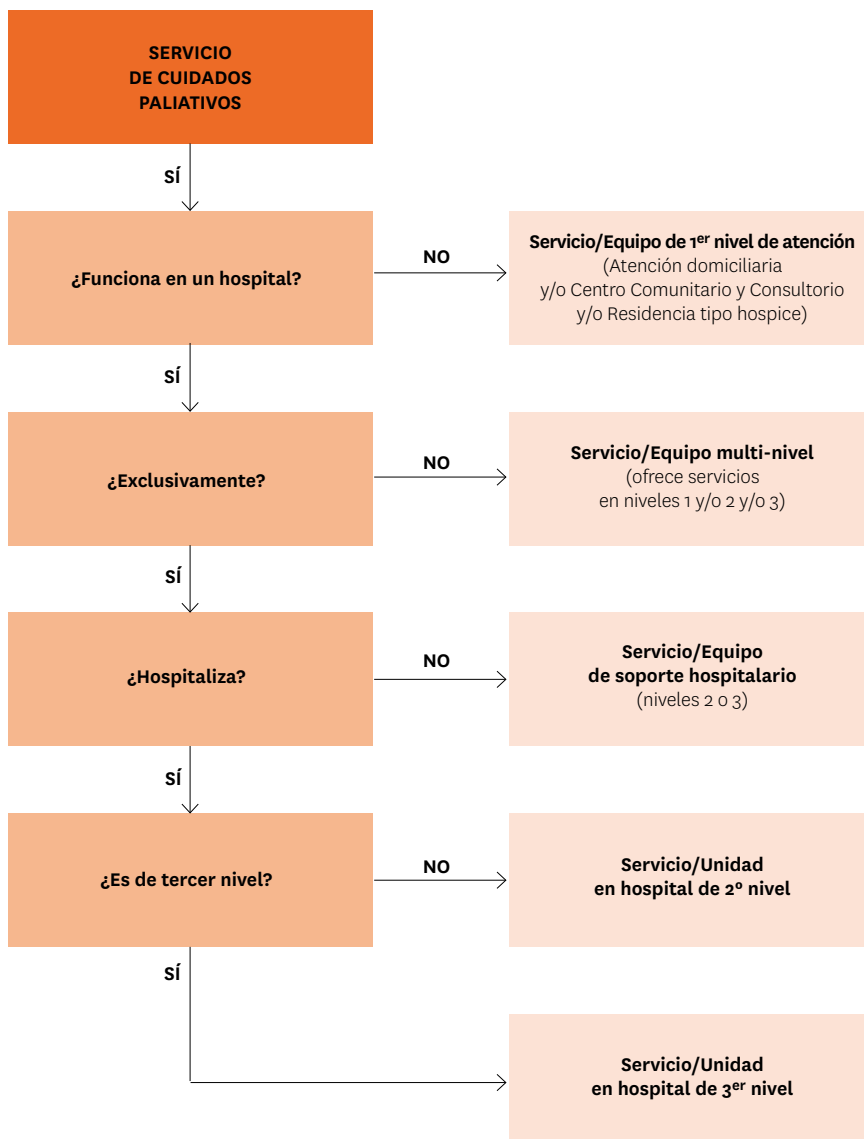 SERVICIO
DE CUIDADOS
PALIATIVOS
SÍ
¿Funciona en un hospital?
NO
Servicio/Equipo de 1er nivel de atención
(Atención domiciliaria
y/o Centro Comunitario y Consultorio
y/o Residencia tipo hospice)
SÍ
¿Exclusivamente?
NO
Servicio/Equipo multi-nivel
(ofrece servicios
en niveles 1 y/o 2 y/o 3)
SÍ
¿Hospitaliza?
NO
Servicio/Equipo
de soporte hospitalario
(niveles 2 o 3)
SÍ
¿Es de tercer nivel?
NO
Servicio/Unidad
en hospital de 2º nivel
SÍ
Servicio/Unidad
en hospital de 3er nivel